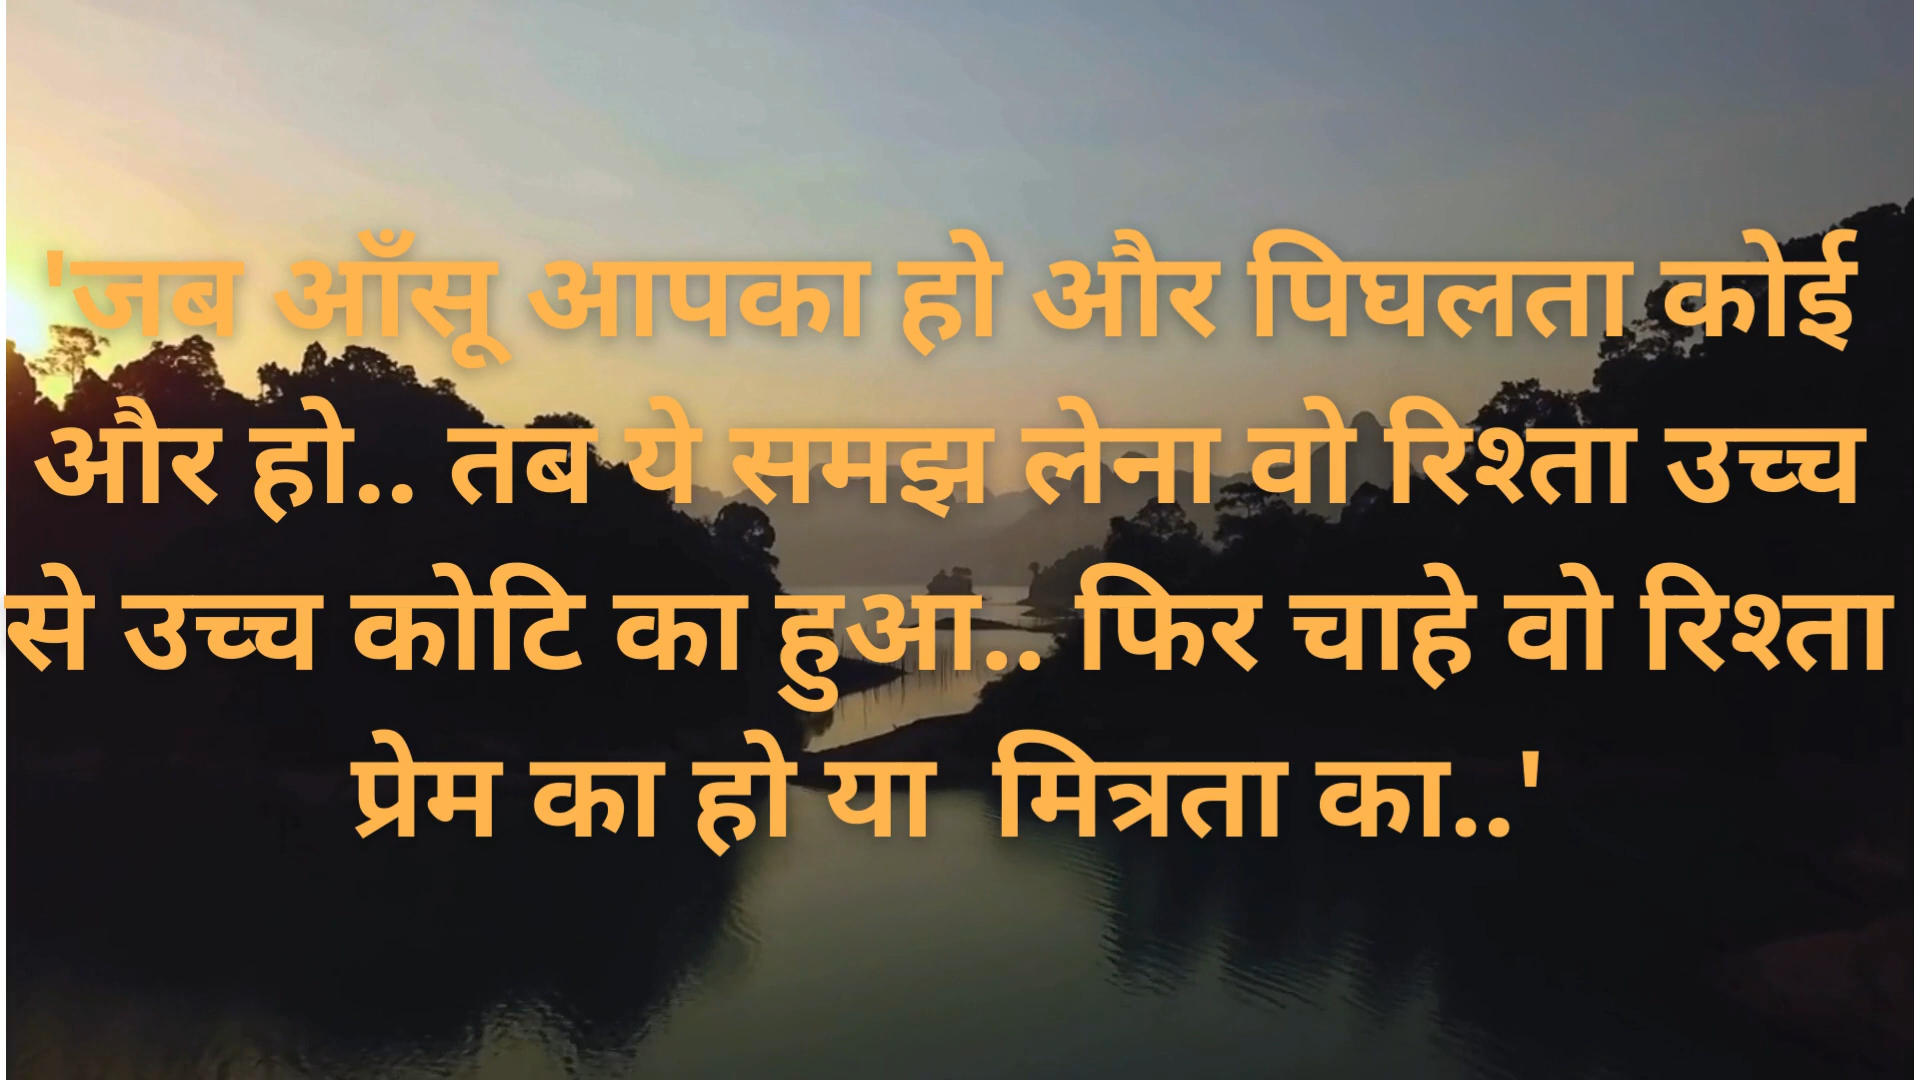 'जब आँसू आपका हो और पिघलता कोई
और हो.. तब ये समझ लेना वो रिश्ता उच्च
से उच्च कोटि का हुआ.. फिर चाहे वो रिश्ता
प्रेम का हो या  मित्रता का..'